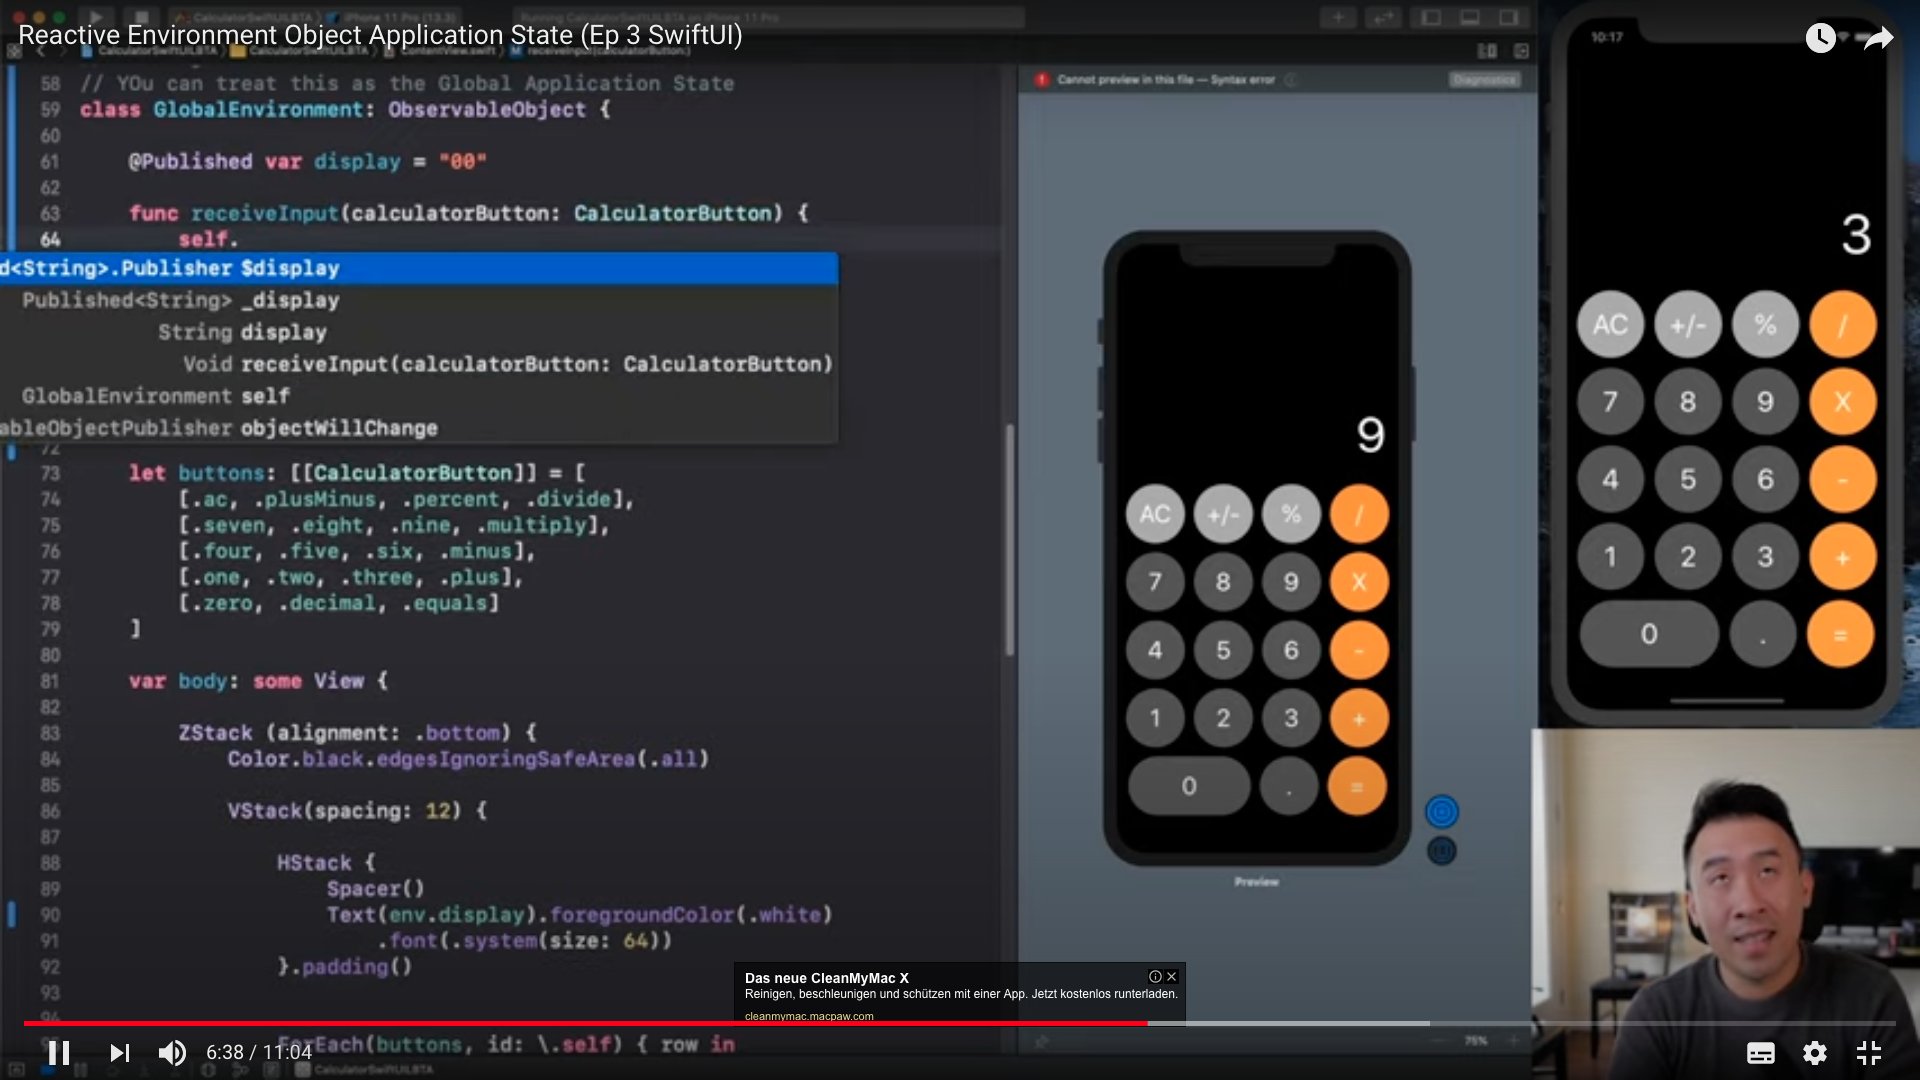 Reactive Environment Object Application State (Ep 3 SwiftUI)
58 // YOu can treat this as the Global Application State
59 class GlobalEnvironment: ObservableObject {
60
61 @Published var display = "00"
62
63 func receiveInput(calculatorButton: CalculatorButton) {
64 self.
d<String>.Publisher $display
Published<String> _display
String display
Void receiveInput(calculatorButton: CalculatorButton)
GlobalEnvironment self
ableObjectPublisher objectWillChange
72
73 let buttons: [[CalculatorButton]] = [
74 [.ac, .plusMinus, .percent, .divide],
75 [.seven, .eight, .nine, .multiply],
76 [.four, .five, .six, .minus],
77 [.one, .two, .three, .plus],
78 [.zero, .decimal, .equals]
79 ]
80
81 var body: some View {
82
83 ZStack (alignment: .bottom) {
84 Color.black.edgesIgnoringSafeArea(.all)
85
86 VStack(spacing: 12) {
87
88 HStack {
89 Spacer()
90 Text(env.display).foregroundColor(.white)
91 .font(.system(size: 64))
92 }.padding()
93
94
ForEach(buttons, id: \.self) { row in
CalculatorSwiftUILBTA
Cannot preview in this file — Syntax error
Diagnostics
9
AC +/- % /
7 8 9 X
4 5 6 -
1 2 3 +
0 . =
Preview
75%
10:17
3
AC +/- % /
7 8 9 X
4 5 6 -
1 2 3 +
0 . =
Das neue CleanMyMac X
Reinigen, beschleunigen und schützen mit einer App. Jetzt kostenlos runterladen.
cleanmymac.macpaw.com
6:38 / 11:04